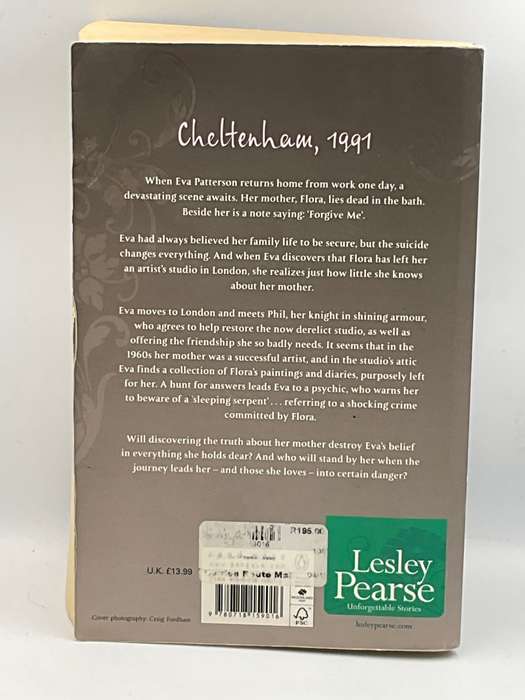 Cheltenham, 1991
When Eva Patterson returns home from work one day, a
devastating scene awaits. Her mother, Flora, lies dead in the bath.
Beside her is a note saying: 'Forgive Me'.
Eva had always believed her family life to be secure, but the suicide
changes everything. And when Eva discovers that Flora has left her
an artist's studio in London, she realizes just how little she knows
about her mother.
Eva moves to London and meets Phil, her knight in shining armour,
who agrees to help restore the now derelict studio, as well as
offering the friendship she so badly needs. It seems that in the
1960s her mother was a successful artist, and in the studio's attic
Eva finds a collection of Flora's paintings and diaries, purposely left
for her. A hunt for answers leads Eva to a psychic, who warns her
to beware of a 'sleeping serpent' ... referring to a shocking crime
committed by Flora.
Will discovering the truth about her mother destroy Eva's belief
in everything she holds dear? And who will stand by her when the
journey leads her – and those she loves – into certain danger?
R195.00
U.K. £13.99
9 780718 159016
FSC
Lesley
Pearse
Unforgettable Stories
lesleypearse.com
Cover photography: Craig Fordham